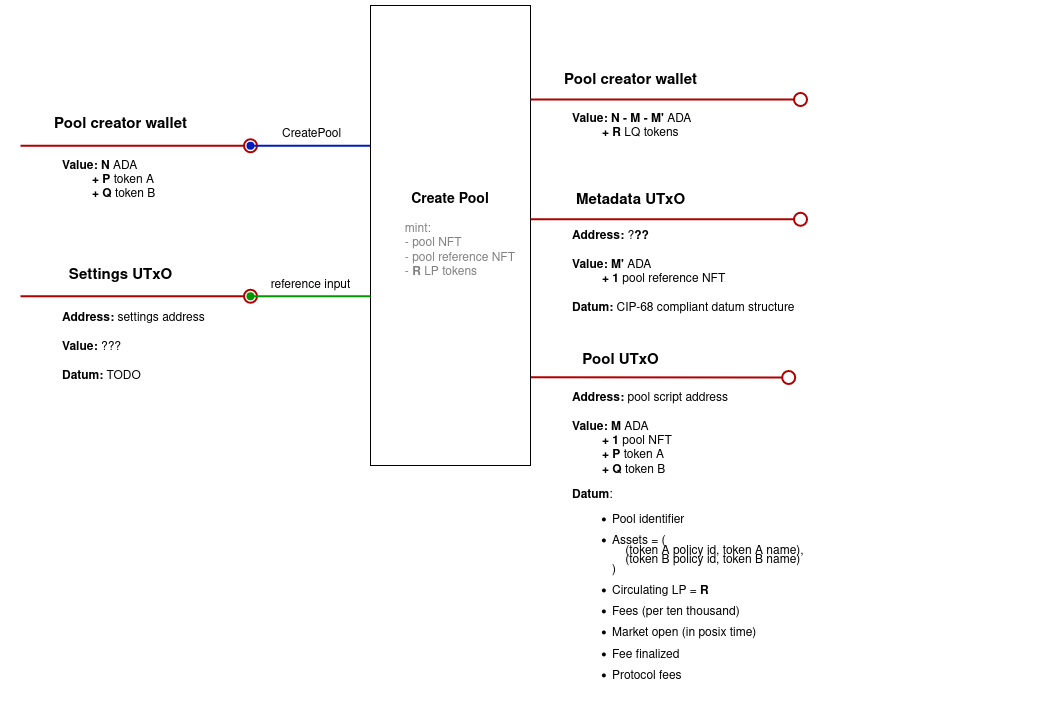 Pool creator wallet
CreatePool
Value: N ADA
+ P token A
+ Q token B
Settings UTxO
reference input
Address: settings address
Value: ???
Datum: TODO
Create Pool
mint:
- pool NFT
- pool reference NFT
- R LP tokens
Pool creator wallet
Value: N - M - M' ADA
+ R LQ tokens
Metadata UTxO
Address: ???
Value: M' ADA
+ 1 pool reference NFT
Datum: CIP-68 compliant datum structure
Pool UTxO
Address: pool script address
Value: M ADA
+ 1 pool NFT
+ P token A
+ Q token B
Datum:
• Pool identifier
• Assets = (
(token A policy id, token A name),
(token B policy id, token B name)
)
• Circulating LP = R
• Fees (per ten thousand)
• Market open (in posix time)
• Fee finalized
• Protocol fees